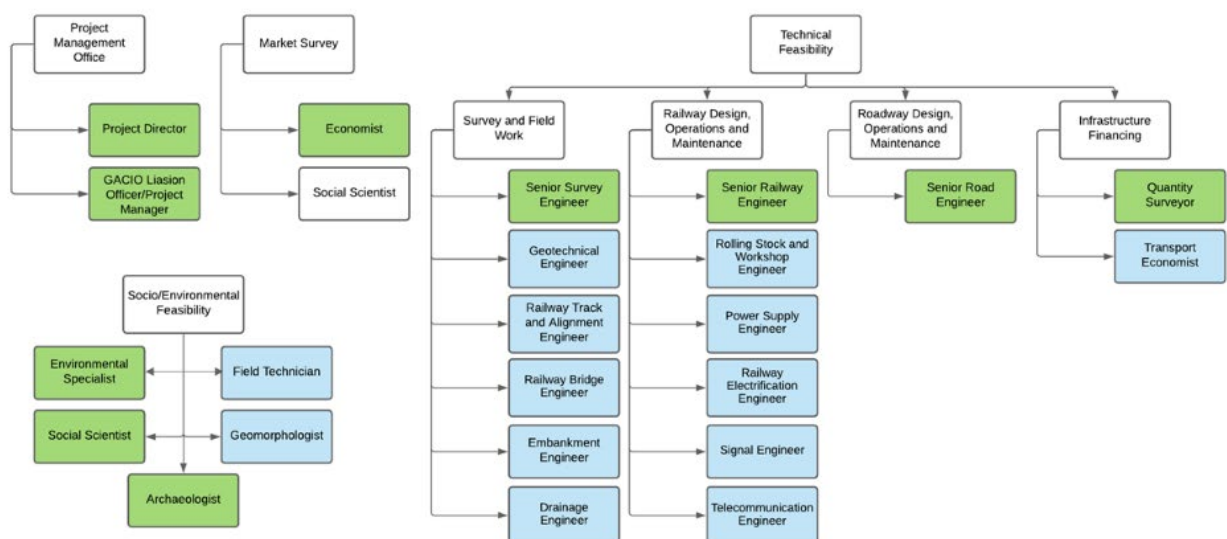 Project
Management
Office
Project Director
GACIO Liasion
Officer/Project
Manager
Market Survey
Economist
Social Scientist
Technical
Feasibility
Survey and Field
Work
Senior Survey
Engineer
Geotechnical
Engineer
Railway Track
and Alignment
Engineer
Railway Bridge
Engineer
Embankment
Engineer
Drainage
Engineer
Railway Design,
Operations and
Maintenance
Senior Railway
Engineer
Rolling Stock and
Workshop
Engineer
Power Supply
Engineer
Railway
Electrification
Engineer
Signal Engineer
Telecommunication
Engineer
Roadway Design,
Operations and
Maintenance
Senior Road
Engineer
Infrastructure
Financing
Quantity
Surveyor
Transport
Economist
Socio/Environmental
Feasibility
Environmental
Specialist
Field Technician
Social Scientist
Geomorphologist
Archaeologist